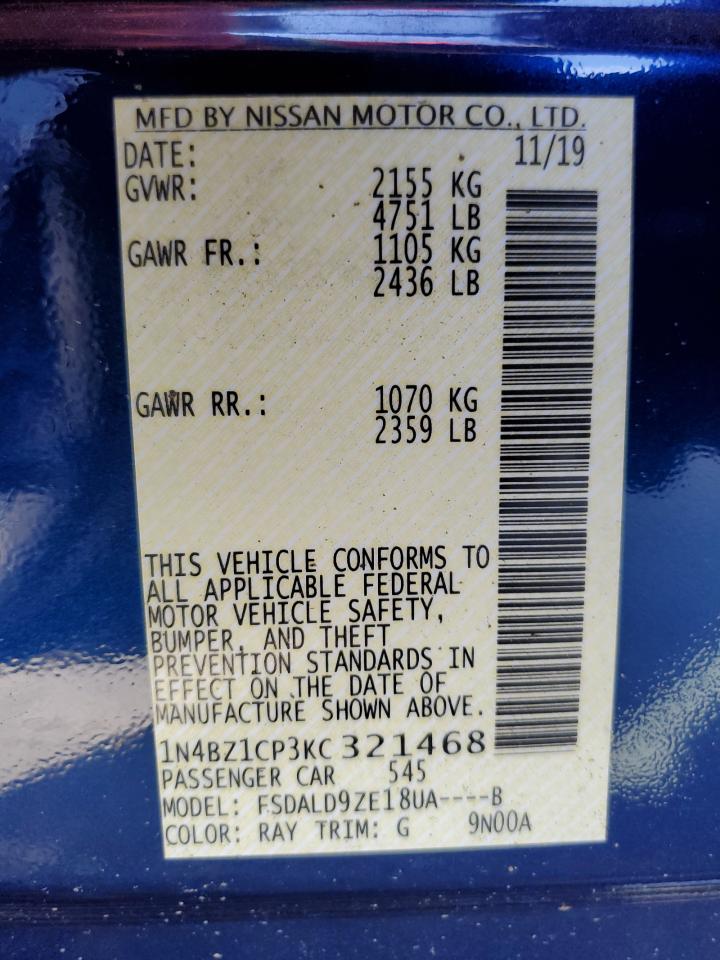 MFD BY NISSAN MOTOR CO., LTD.
DATE: 11/19
GVWR: 2155 KG
4751 LB
GAWR FR.: 1105 KG
2436 LB
GAWR RR.: 1070 KG
2359 LB
THIS VEHICLE CONFORMS TO
ALL APPLICABLE FEDERAL
MOTOR VEHICLE SAFETY,
BUMPER, AND THEFT
PREVENTION STANDARDS IN
EFFECT ON THE DATE OF
MANUFACTURE SHOWN ABOVE.
1N4BZ1CP3KC321468
PASSENGER CAR 545
MODEL: FSDALD9ZE18UA----B
COLOR: RAY TRIM: G 9N00A